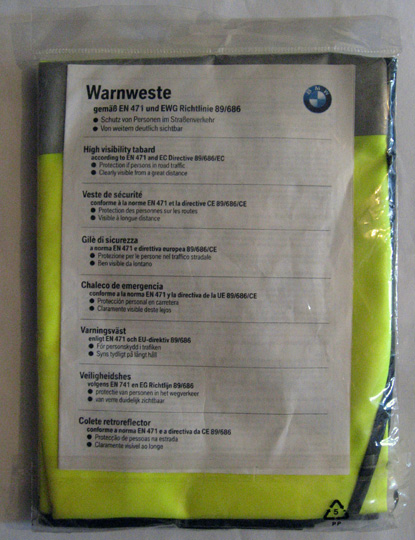 Warnweste
gemäß EN 471 und EWG Richtlinie 89/686
● Schutz von Personen im Straßenverkehr
● Von weitem deutlich sichtbar
BMW
High visibility tabard
according to EN 471 and EC Directive 89/686/EC
● Protection if persons in road traffic
● Clearly visible from a great distance
Veste de sécurité
conforme à la norme EN 471 et la directive CE 89/686/CE
● Protection des personnes sur les routes
● Visible à longue distance
Gilè di sicurezza
a norma EN 471 e direttiva europea 89/686/CE
● Protezione per le persone nel traffico stradale
● Ben visibile da lontano
Chaleco de emergencia
conforme a la norma EN 471 y la directiva de la UE 89/686/CE
● Protección personal en carretera
● Claramente visible desde lejos
Varningsväst
enligt EN 471 och EU-direktiv 89/686
● För personskydd i trafiken
● Syns tydligt på långt håll
Veiligheidshes
volgens EN 741 en EG Richtlijn 89/686
● protectie van personen in het wegverkeer
● van verre duidelijk zichtbaar
Colete retroreflector
conforme a norma EN 471 e a directiva da CE 89/686
● Protecção de pessoas na estrada
● Claramente visível ao longe
5
PP